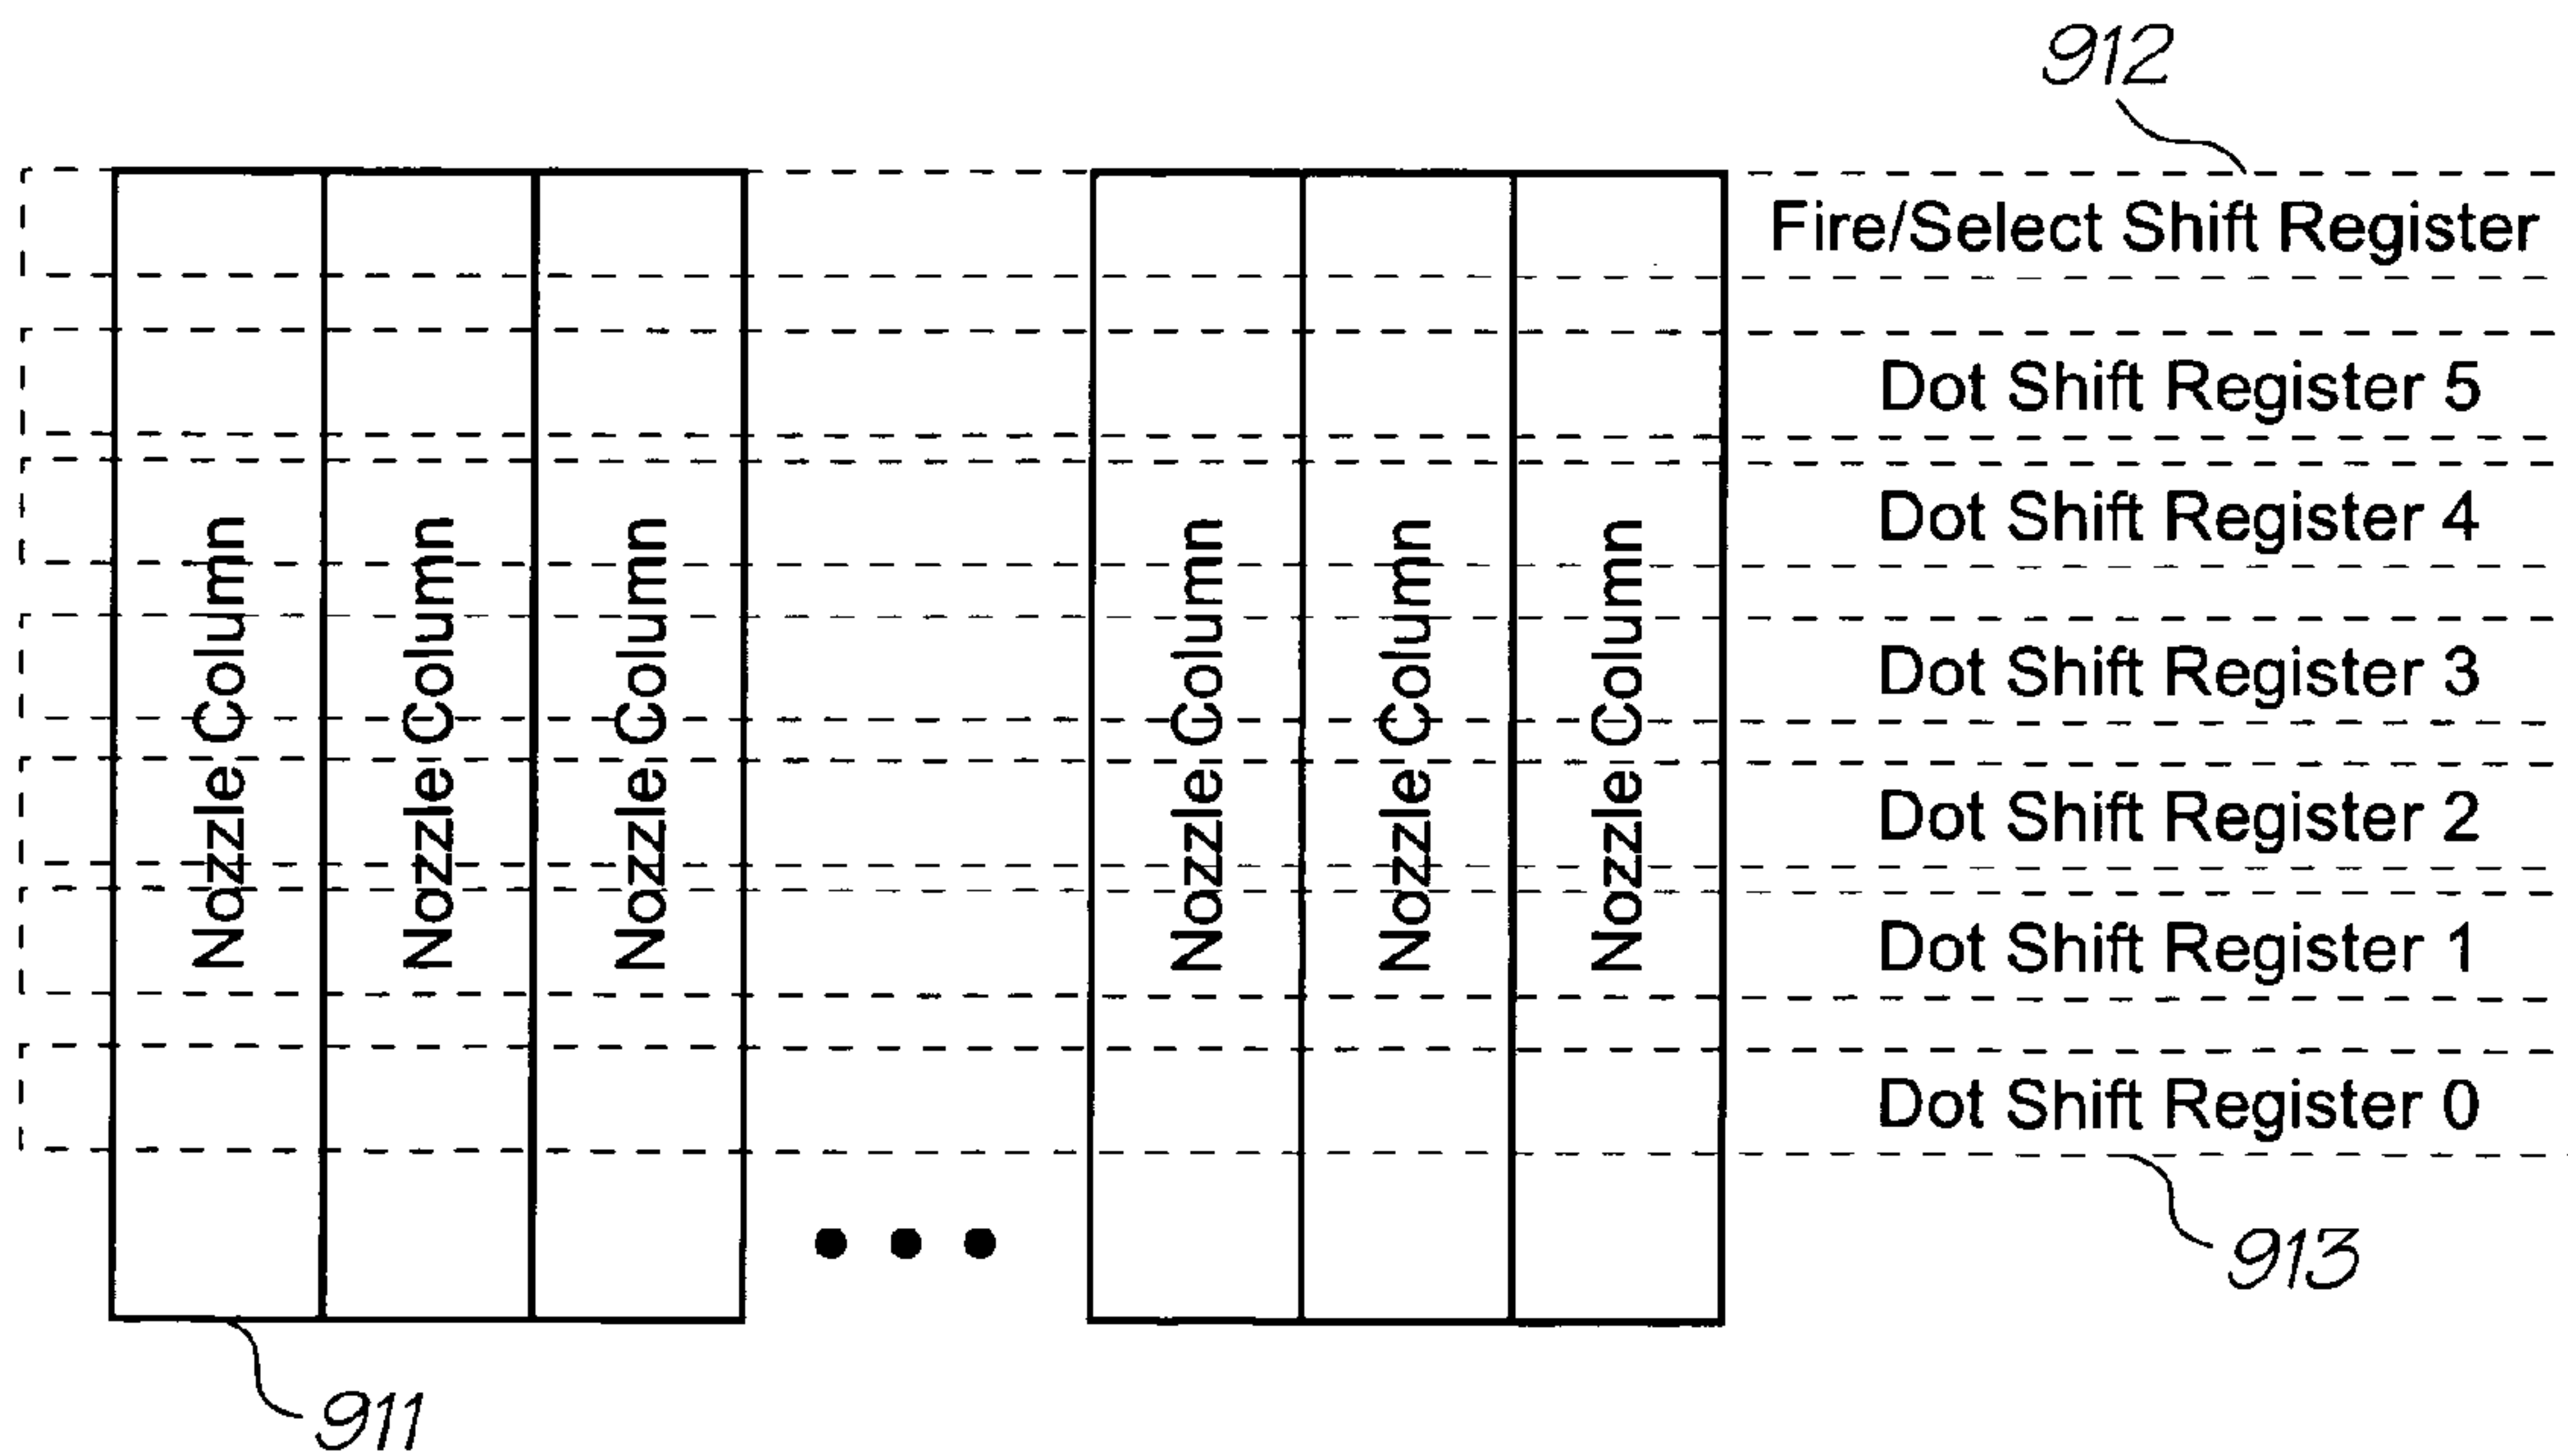 912
Fire/Select Shift Register
Dot Shift Register 5
Dot Shift Register 4
Dot Shift Register 3
Dot Shift Register 2
Dot Shift Register 1
Dot Shift Register 0
Nozzle Column
Nozzle Column
Nozzle Column
Nozzle Column
Nozzle Column
Nozzle Column
913
911